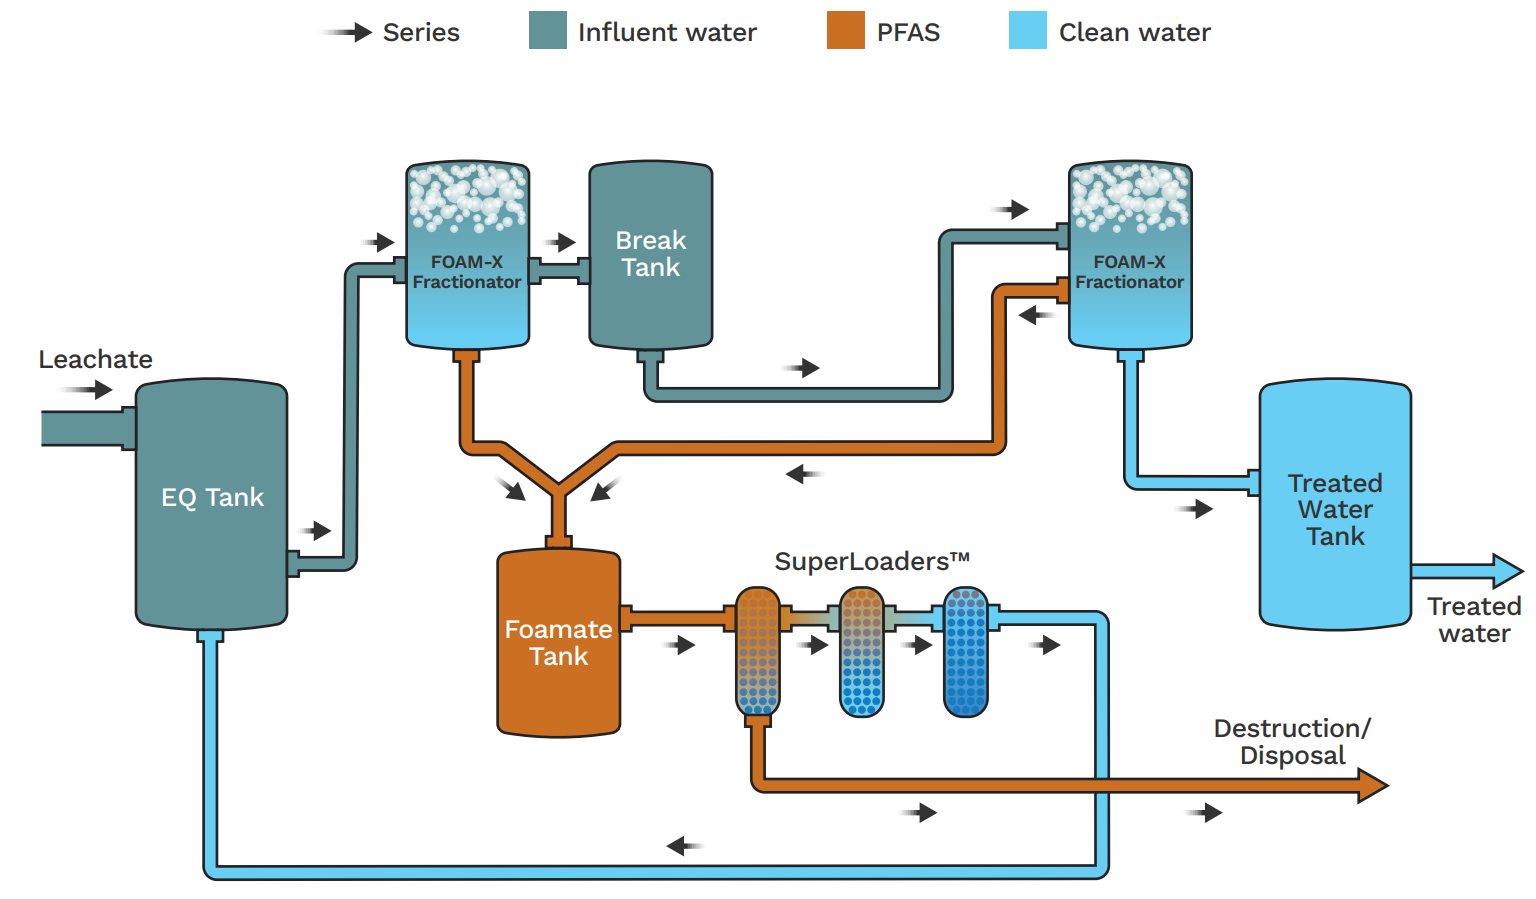 Series
Influent water
PFAS
Clean water
FOAM-X
Fractionator
Break
Tank
FOAM-X
Fractionator
Leachate
EQ Tank
Treated
Water
Tank
SuperLoaders™
Foamate
Tank
Treated
water
Destruction/
Disposal